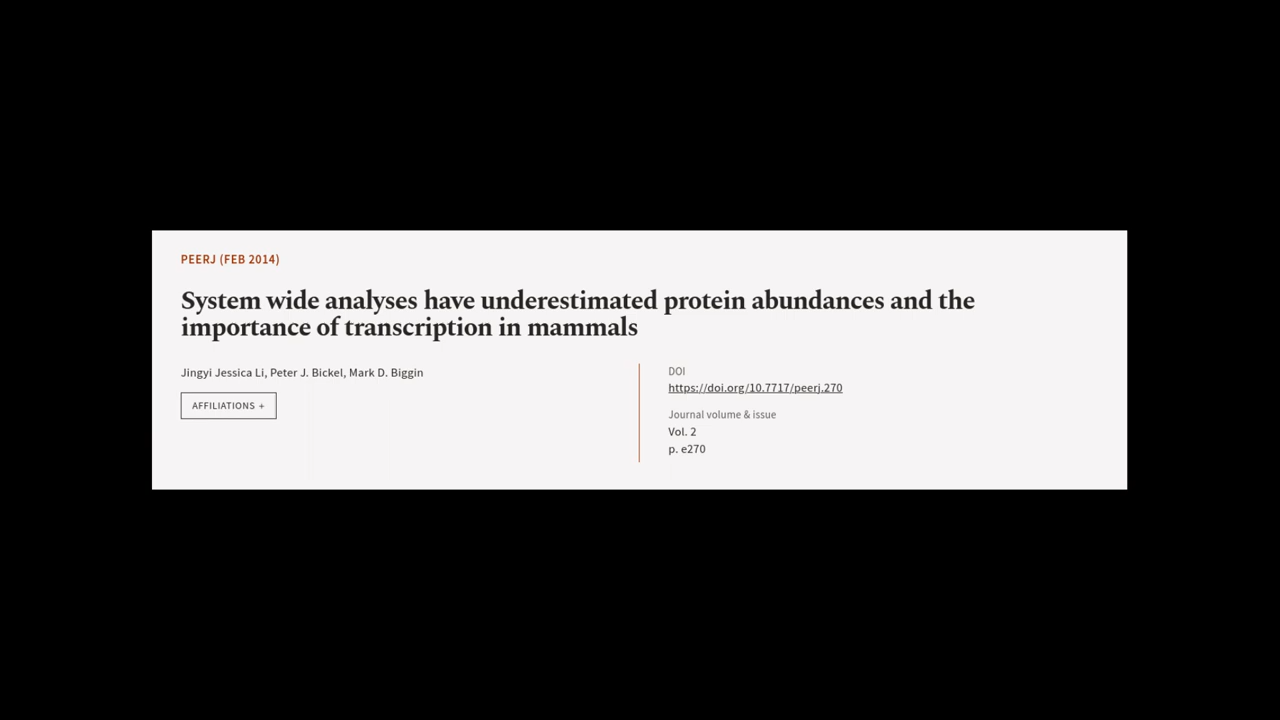 PEERJ (FEB 2014)
System wide analyses have underestimated protein abundances and the
importance of transcription in mammals
Jingyi Jessica Li, Peter J. Bickel, Mark D. Biggin
AFFILIATIONS +
DOI
https://doi.org/10.7717/peerj.270
Journal volume & issue
Vol. 2
p. e270